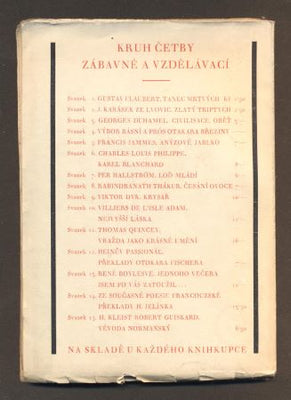 KRUH ČETBY
ZÁBAVNÉ A VZDĚLÁVACÍ
Svazek 1. GUSTAV FLAUBERT, TANEC MRTVÝCH
Svazek 2. J. KARÁSEK ZE LVOVIC, ZLATÝ TRIPTYCH
Svazek 3. GEORGES DUHAMEL, CIVILISACE, OBĚŤ
Svazek 4. VÝBOR BÁSNÍ A PRÓS OTAKARA BŘEZINY
Svazek 5. FRANCIS JAMMES, ANÝZOVÉ JABLKO
Svazek 6. CHARLES LOUIS PHILIPPE,
KAREL BLANCHARD
Svazek 7. PER HALLSTRÖM, LOĎ MLÁDÍ
Svazek 8. RABINDRANATH THÁKUR, ČESÁNÍ OVOCE
Svazek 9. VIKTOR DYK, KRYSAŘ
Svazek 10. VILLIERS DE L'ISLE ADAM,
NEJVYŠŠÍ LÁSKA
Svazek 11. THOMAS QUINCEY,
VRAŽDA JAKO KRÁSNÉ UMĚNÍ
Svazek 12. HEINŮV PASSIONÁL,
PŘEKLADY OTOKARA FISCHERA
Svazek 13. RENÉ BOYLESVE, JEDNOHO VEČERA
JSEM PO VÁS ZATOUŽIL...
Svazek 14. ZE SOUČASNÉ POESIE FRANCOUZSKÉ
PŘEKLADY H. JELÍNKA
Svazek 15. H. KLEIST, ROBERT GUISKARD,
VÉVODA NORMANSKÝ
NA SKLADĚ U KAŽDÉHO KNIHKUPCE